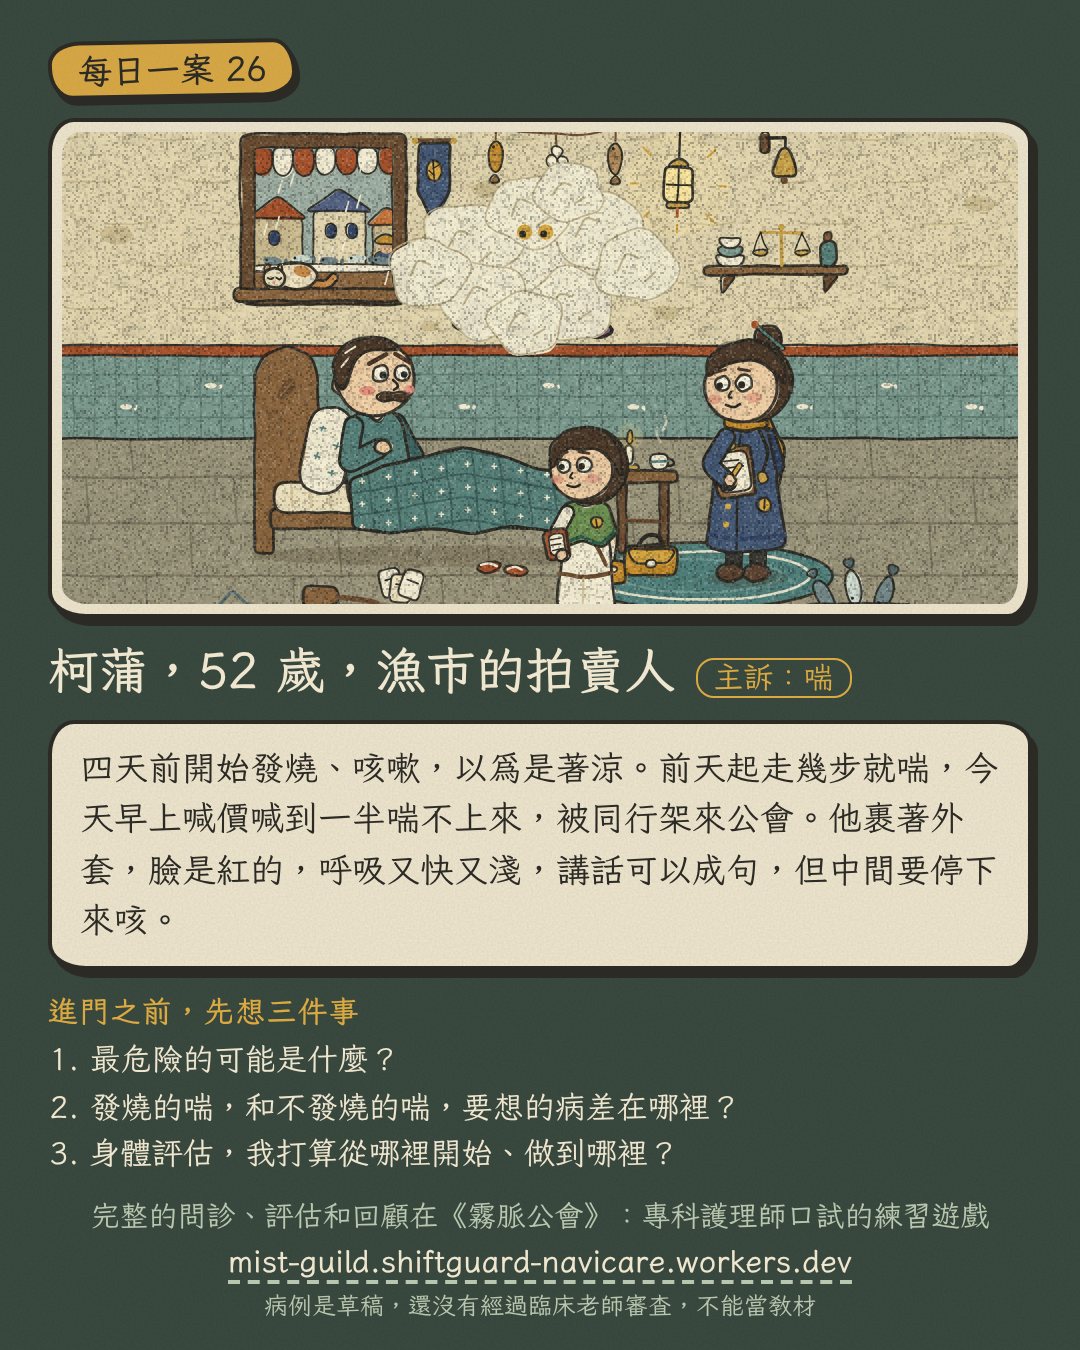 每日一案 26
柯蒲，52 歲，漁市的拍賣人
主訴：喘
四天前開始發燒、咳嗽，以爲是著涼。前天起走幾步就喘，今
天早上喊價喊到一半喘不上來，被同行架來公會。他裹著外
套，臉是紅的，呼吸又快又淺，講話可以成句，但中間要停下
來咳。
進門之前，先想三件事
1. 最危險的可能是什麼？
2. 發燒的喘，和不發燒的喘，要想的病差在哪裡？
3. 身體評估，我打算從哪裡開始、做到哪裡？
完整的問診、評估和回顧在《霧脈公會》：專科護理師口試的練習遊戲
mist-guild.shiftguard-navicare.workers.dev
病例是草稿，還沒有經過臨床老師審查，不能當教材